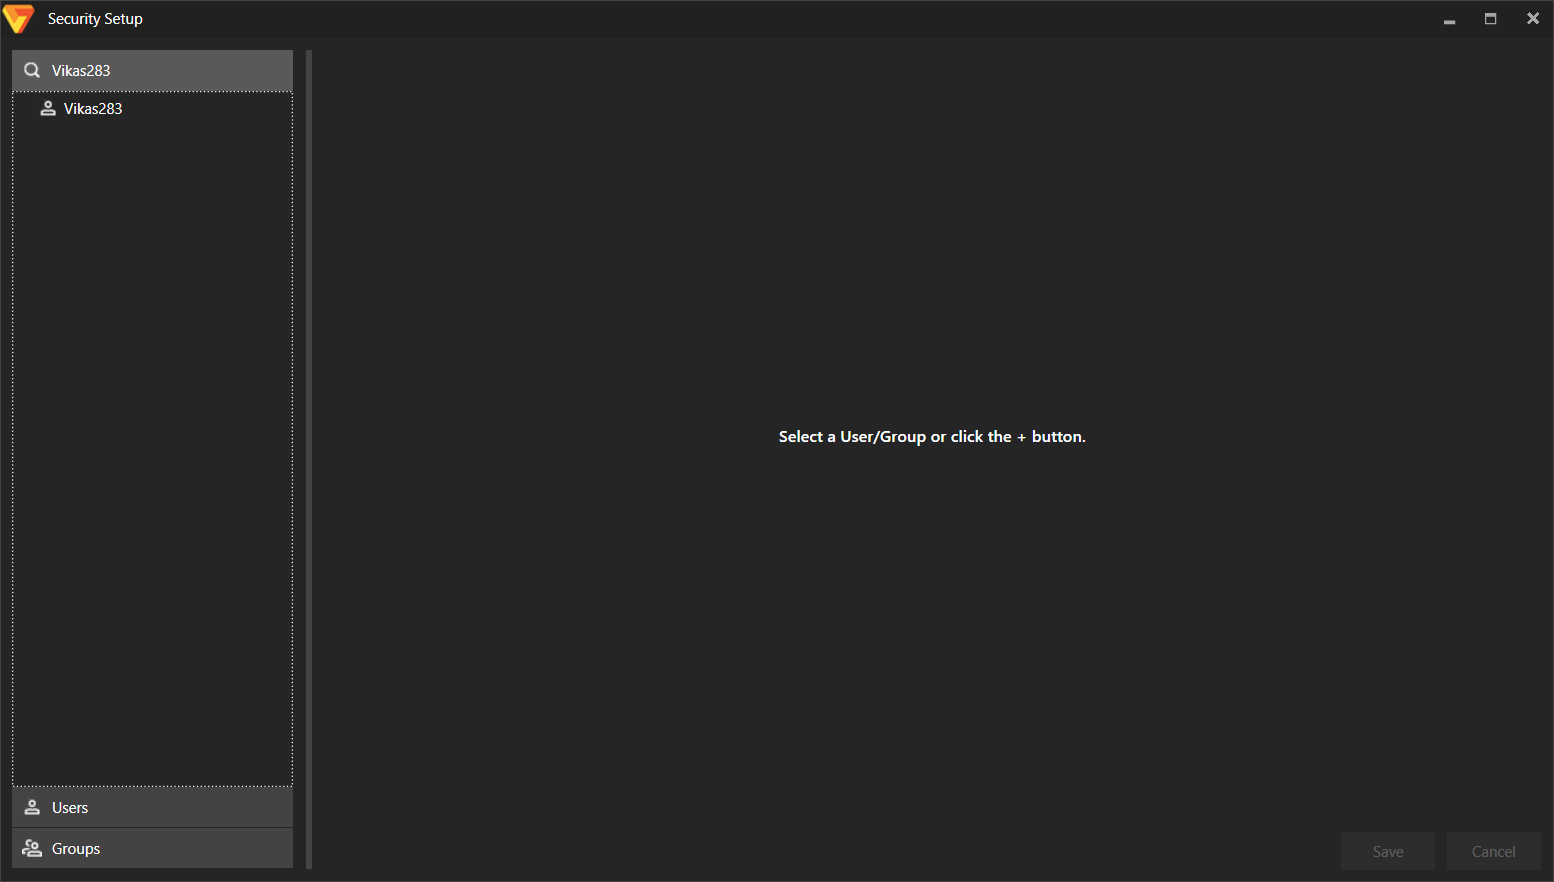 Security Setup
Vikas283
Vikas283
Select a User/Group or click the + button.
Users
Groups
Save
Cancel